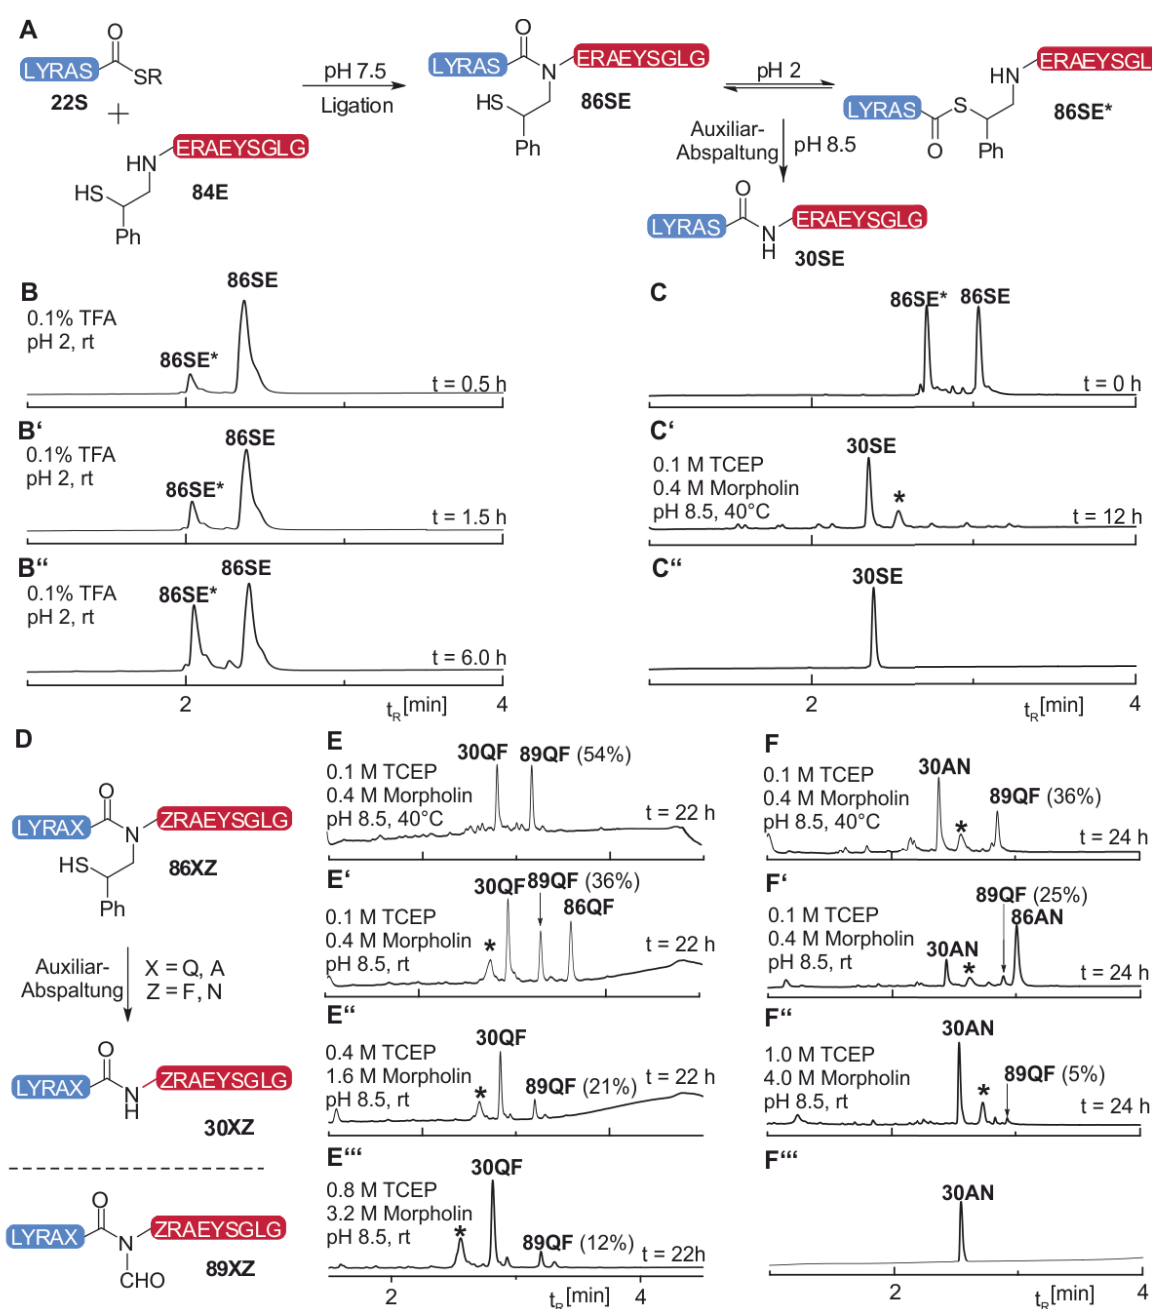 A
LYRAS
O
SR
22S
+
HN
ERAEYSGLG
HS
84E
Ph
pH 7.5
Ligation
O
LYRAS
N
ERAEYSGLG
HS
86SE
Ph
pH 2
HN
ERAEYSGL
LYRAS
S
86SE*
O
Ph
Auxiliar-
Abspaltung
pH 8.5
O
LYRAS
N
H
ERAEYSGLG
30SE
B
0.1% TFA
pH 2, rt
86SE*
86SE
t = 0.5 h
B‘
0.1% TFA
pH 2, rt
86SE*
86SE
t = 1.5 h
B“
0.1% TFA
pH 2, rt
86SE*
86SE
t = 6.0 h
2
tR[min]
4
C
86SE*
86SE
t = 0 h
C‘
0.1 M TCEP
0.4 M Morpholin
pH 8.5, 40°C
30SE
*
t = 12 h
C“
30SE
2
tR[min]
4
D
O
LYRAX
N
ZRAEYSGLG
HS
86XZ
Ph
Auxiliar-
Abspaltung
X = Q, A
Z = F, N
O
LYRAX
N
H
ZRAEYSGLG
30XZ
O
LYRAX
N
ZRAEYSGLG
CHO
89XZ
E
0.1 M TCEP
0.4 M Morpholin
pH 8.5, 40°C
30QF
89QF (54%)
t = 22 h
E‘
0.1 M TCEP
0.4 M Morpholin
pH 8.5, rt
*
30QF
89QF (36%)
86QF
t = 22 h
E“
0.4 M TCEP
1.6 M Morpholin
pH 8.5, rt
*
30QF
89QF (21%)
t = 22 h
E“‘
0.8 M TCEP
3.2 M Morpholin
pH 8.5, rt
*
30QF
89QF (12%)
t = 22h
2
tR[min]
4
F
0.1 M TCEP
0.4 M Morpholin
pH 8.5, 40°C
30AN
*
89QF (36%)
t = 24 h
F‘
0.1 M TCEP
0.4 M Morpholin
pH 8.5, rt
30AN
*
89QF (25%)
86AN
t = 24 h
F“
1.0 M TCEP
4.0 M Morpholin
pH 8.5, rt
30AN
*
89QF (5%)
t = 24 h
F“‘
30AN
2
tR[min]
4